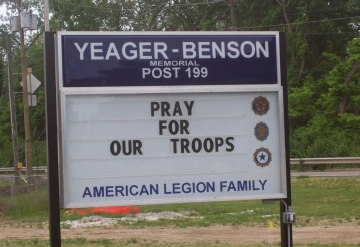 YEAGER-BENSON
MEMORIAL
POST 199
PRAY
FOR
OUR TROOPS
AMERICAN LEGION FAMILY